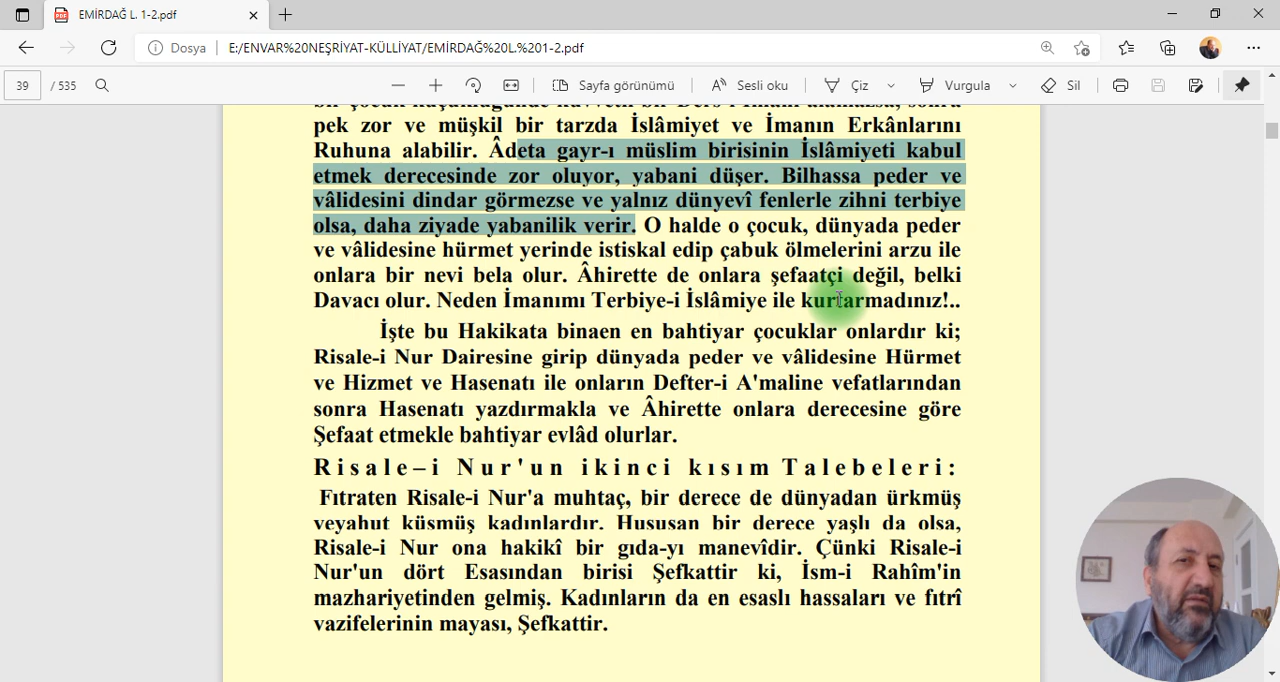 EMİRDAĞ L. 1-2.pdf
Dosya E:/ENVAR%20NEŞRİYAT-KÜLLİYAT/EMİRDAĞ%20L.%201-2.pdf
39 / 535 Sayfa görünümü Sesli oku Çiz Vurgula Sil
bir çocuk küçüklüğünde kuvvetli bir Ders-i İmanî alamazsa, sonra
pek zor ve müşkil bir tarzda İslâmiyet ve İmanın Erkânlarını
Ruhuna alabilir. Âdeta gayr-ı müslim birisinin İslâmiyeti kabul
etmek derecesinde zor oluyor, yabani düşer. Bilhassa peder ve
vâlidesini dindar görmezse ve yalnız dünyevî fenlerle zihni terbiye
olsa, daha ziyade yabanilik verir. O halde o çocuk, dünyada peder
ve vâlidesine hürmet yerinde istiskal edip çabuk ölmelerini arzu ile
onlara bir nevi bela olur. Âhirette de onlara şefaatçi değil, belki
Davacı olur. Neden İmanımı Terbiye-i İslâmiye ile kurtarmadınız!..
İşte bu Hakikata binaen en bahtiyar çocuklar onlardır ki;
Risale-i Nur Dairesine girip dünyada peder ve vâlidesine Hürmet
ve Hizmet ve Hasenatı ile onların Defter-i A'maline vefatlarından
sonra Hasenatı yazdırmakla ve Âhirette onlara derecesine göre
Şefaat etmekle bahtiyar evlâd olurlar.
Risale–i Nur'un ikinci kısım Talebeleri:
Fıtraten Risale-i Nur'a muhtaç, bir derece de dünyadan ürkmüş
veyahut küsmüş kadınlardır. Hususan bir derece yaşlı da olsa,
Risale-i Nur ona hakikî bir gıda-yı manevîdir. Çünki Risale-i
Nur'un dört Esasından birisi Şefkattir ki, İsm-i Rahîm'in
mazhariyetinden gelmiş. Kadınların da en esaslı hassaları ve fıtrî
vazifelerinin mayası, Şefkattir.